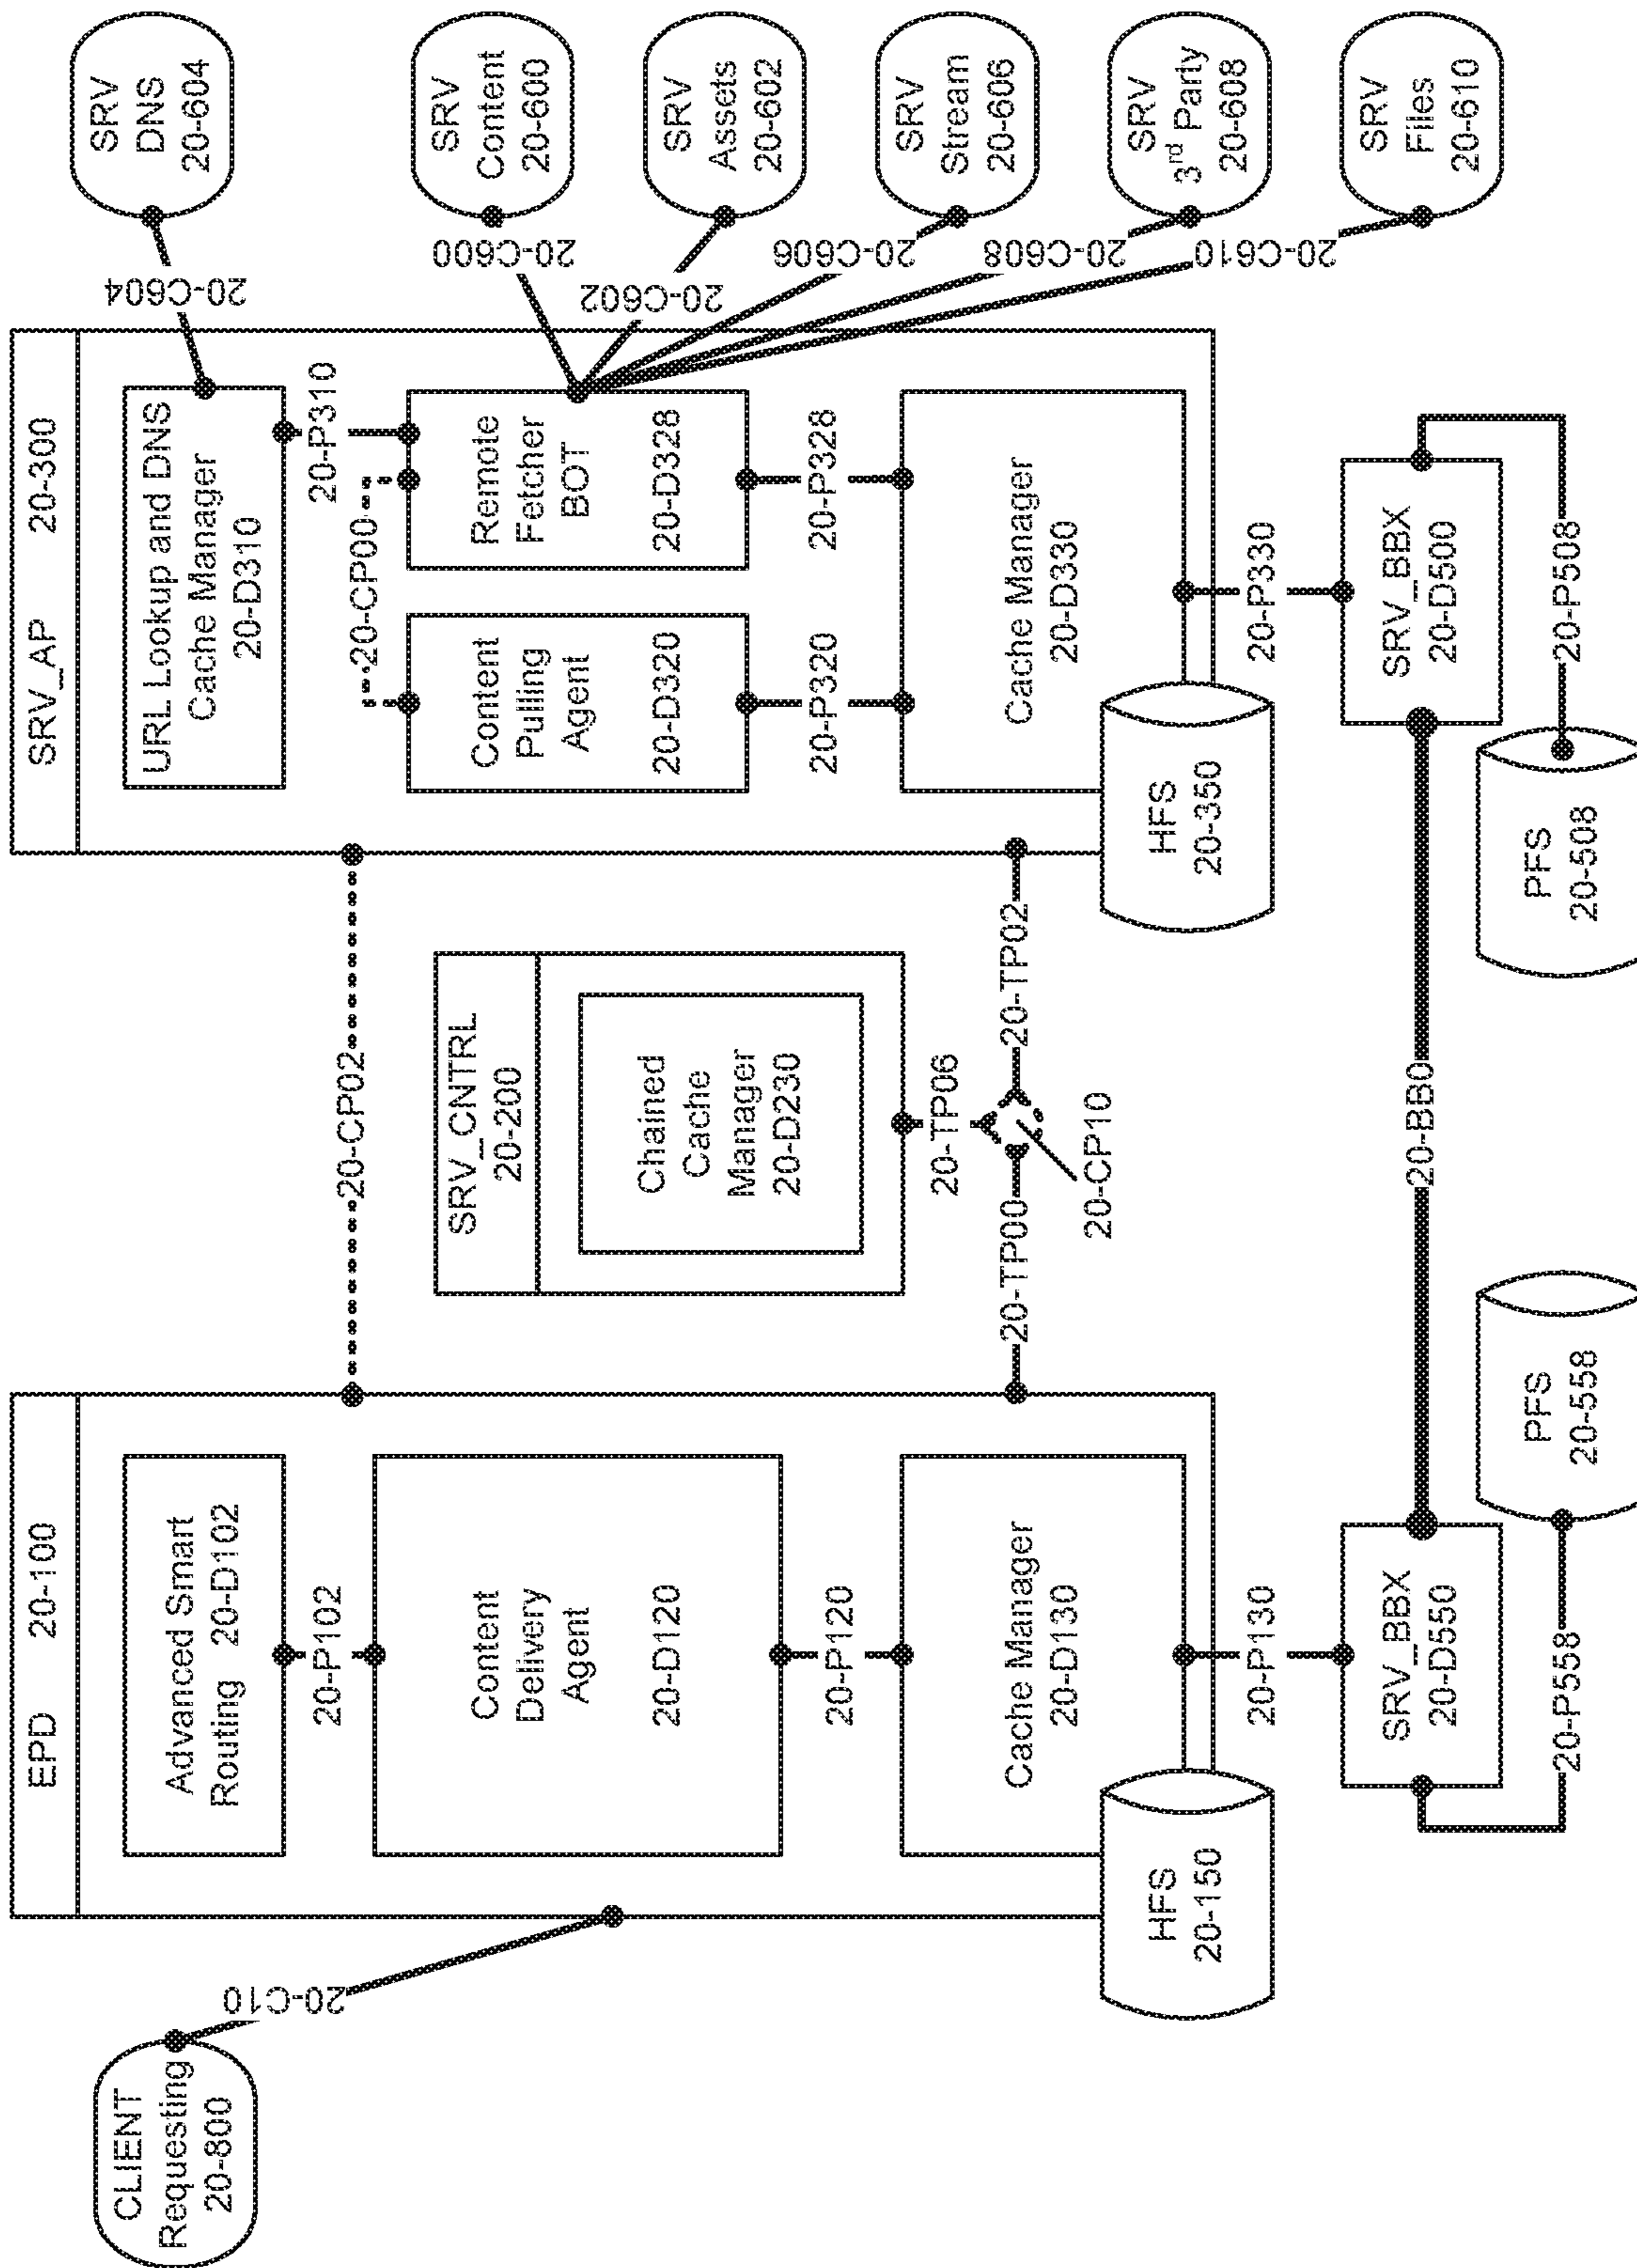 CLIENT
Requesting
20-800
20-C10
EPD 20-100
Advanced Smart
Routing 20-D102
20-P102
Content
Delivery
Agent
20-D120
20-P120
Cache Manager
20-D130
HFS
20-150
20-P130
SRV_BBX
20-D550
20-P558
PFS
20-558
20-CP02
SRV_CNTRL
20-200
Chained
Cache
Manager
20-D230
20-TP06
20-TP00
20-TP02
20-CP10
20-BB0
SRV_AP 20-300
URL Lookup and DNS
Cache Manager
20-D310
20-P310
20-CP00
Content
Pulling
Agent
20-D320
Remote
Fetcher
BOT
20-D328
20-P320
20-P328
Cache Manager
20-D330
HFS
20-350
20-P330
SRV_BBX
20-D500
20-P508
PFS
20-508
20-C604
20-C600
20-C602
20-C606
20-C608
20-C610
SRV
DNS
20-604
SRV
Content
20-600
SRV
Assets
20-602
SRV
Stream
20-606
SRV
3rd Party
20-608
SRV
Files
20-610